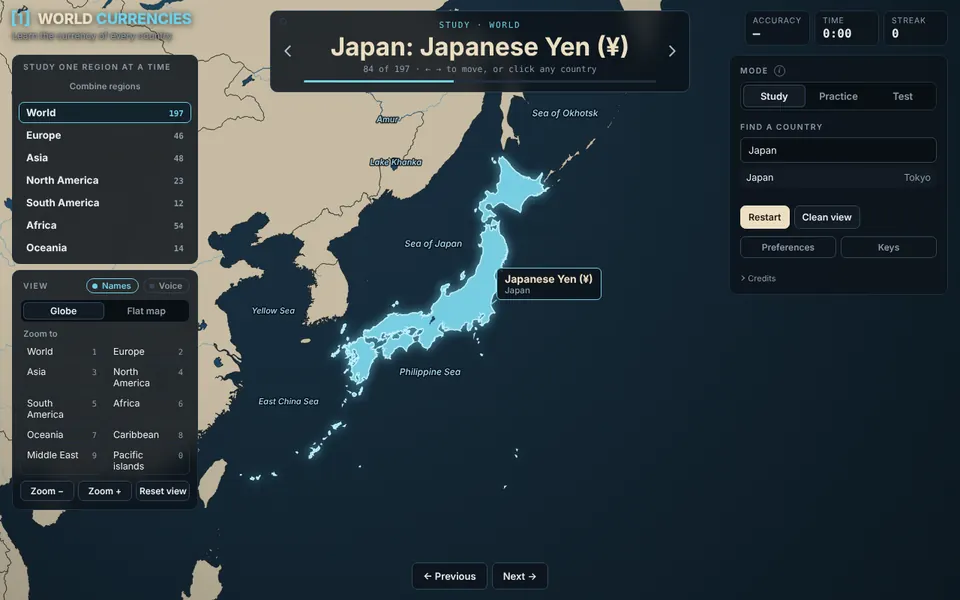 [1] WORLD CURRENCIES
Learn the currency of every country
STUDY ONE REGION AT A TIME
Combine regions
World 197
Europe 46
Asia 48
North America 23
South America 12
Africa 54
Oceania 14
VIEW Names Voice
Globe Flat map
Zoom to
World 1 Europe 2
Asia 3 North America 4
South America 5 Africa 6
Oceania 7 Caribbean 8
Middle East 9 Pacific islands 0
Zoom − Zoom + Reset view
STUDY · WORLD
Japan: Japanese Yen (¥)
84 of 197 · ← → to move, or click any country
Amur
Sea of Okhotsk
Lake Khanka
Sea of Japan
Japanese Yen (¥)
Japan
Yellow Sea
Philippine Sea
East China Sea
← Previous Next →
ACCURACY TIME STREAK
– 0:00 0
MODE i
Study Practice Test
FIND A COUNTRY
Japan
Japan Tokyo
Restart Clean view
Preferences Keys
> Credits